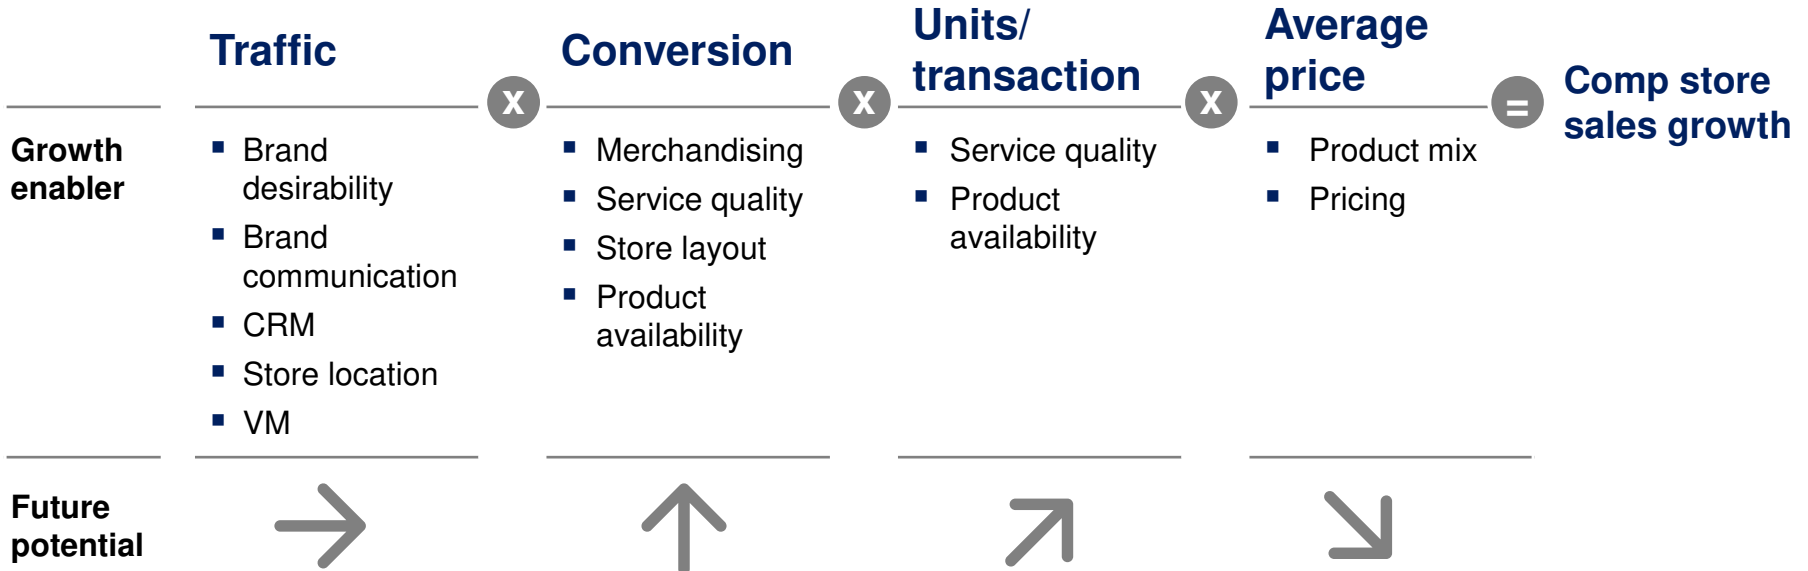 Traffic
Conversion
Units/
transaction
Average
price
x
x
x
=
Comp store
sales growth
Growth
enabler
Brand
desirability
Brand
communication
CRM
Store location
VM
Merchandising
Service quality
Store layout
Product
availability
Service quality
Product
availability
Product mix
Pricing
Future
potential